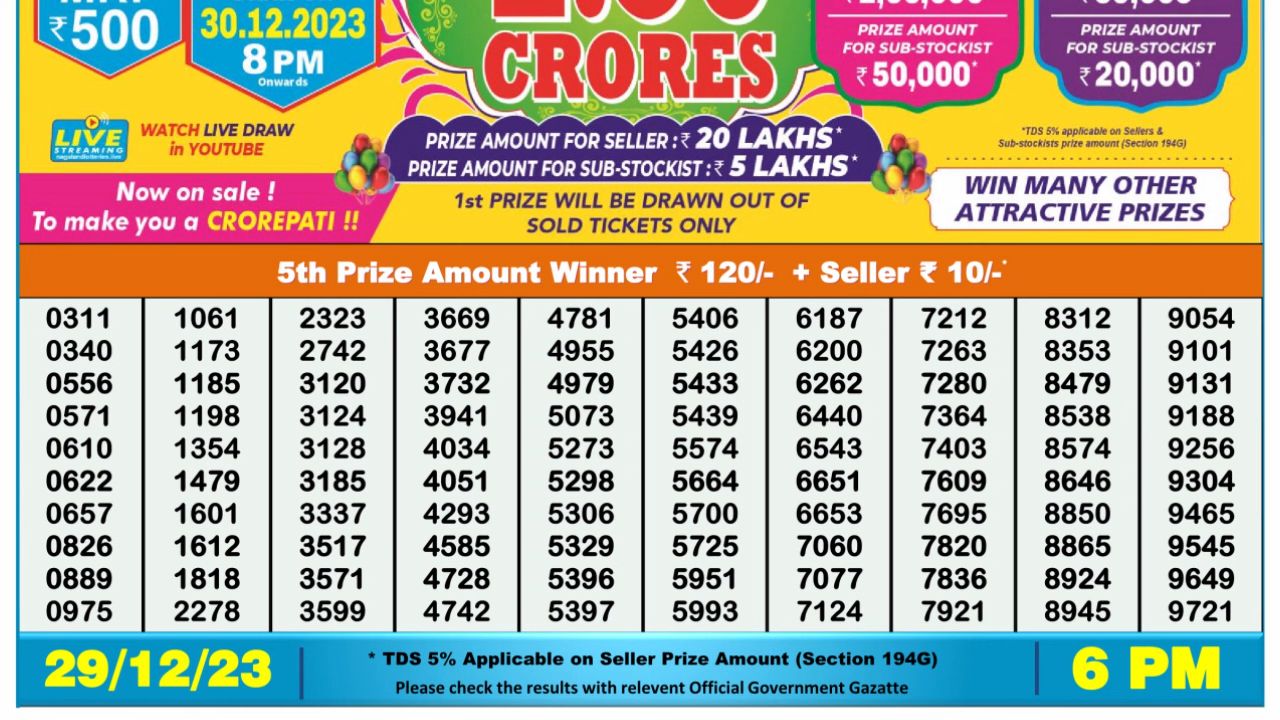 ₹500
30.12.2023
8 PM
Onwards
CRORES
PRIZE AMOUNT
FOR SUB-STOCKIST
₹ 50,000*
PRIZE AMOUNT
FOR SUB-STOCKIST
₹ 20,000*
LIVE
STREAMING
nagalandlotteries.live
WATCH LIVE DRAW
in YOUTUBE
PRIZE AMOUNT FOR SELLER : ₹ 20 LAKHS*
PRIZE AMOUNT FOR SUB-STOCKIST : ₹ 5 LAKHS*
*TDS 5% applicable on Sellers &
Sub-stockists prize amount (Section 194G)
Now on sale !
To make you a CROREPATI !!
1st PRIZE WILL BE DRAWN OUT OF
SOLD TICKETS ONLY
WIN MANY OTHER
ATTRACTIVE PRIZES
5th Prize Amount Winner ₹ 120/- + Seller ₹ 10/-*
0311 1061 2323 3669 4781 5406 6187 7212 8312 9054
0340 1173 2742 3677 4955 5426 6200 7263 8353 9101
0556 1185 3120 3732 4979 5433 6262 7280 8479 9131
0571 1198 3124 3941 5073 5439 6440 7364 8538 9188
0610 1354 3128 4034 5273 5574 6543 7403 8574 9256
0622 1479 3185 4051 5298 5664 6651 7609 8646 9304
0657 1601 3337 4293 5306 5700 6653 7695 8850 9465
0826 1612 3517 4585 5329 5725 7060 7820 8865 9545
0889 1818 3571 4728 5396 5951 7077 7836 8924 9649
0975 2278 3599 4742 5397 5993 7124 7921 8945 9721
29/12/23
* TDS 5% Applicable on Seller Prize Amount (Section 194G)
Please check the results with relevent Official Government Gazatte
6 PM